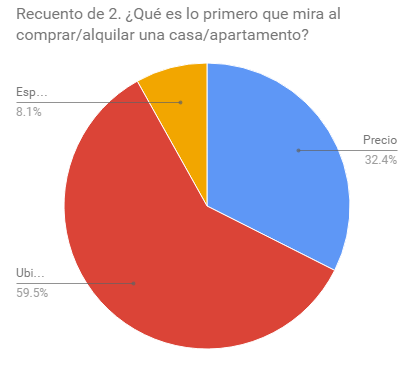 Recuento de 2. ¿Qué es lo primero que mira al
comprar/alquilar una casa/apartamento?
Esp…
8.1%
Precio
32.4%
Ubi…
59.5%